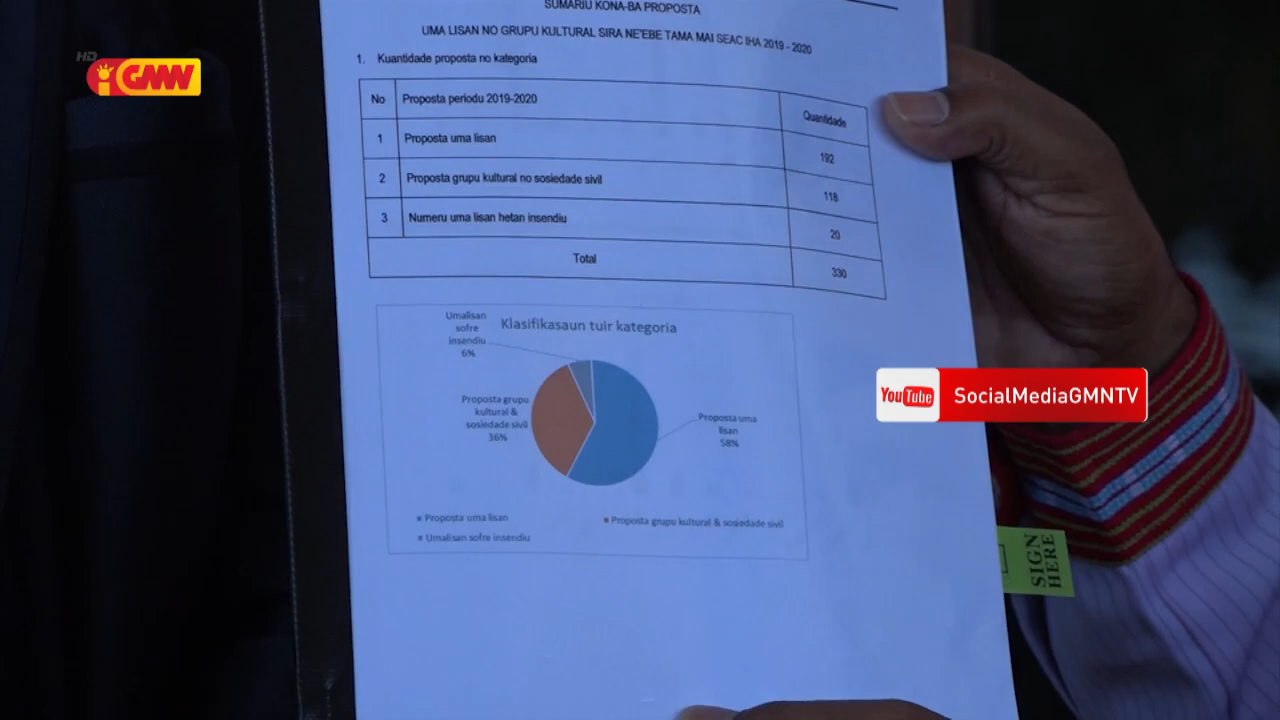 SUMARIU KONA-BA PROPOSTA
UMA LISAN NO GRUPU KULTURAL SIRA NE'EBE TAMA MAI SEAC IHA 2019 - 2020
HD
GMN
1. Kuantidade proposta no kategoria
No Proposta periodu 2019-2020 Quantidade
1 Proposta uma lisan 192
2 Proposta grupu kultural no sosiedade sivil 118
3 Numeru uma lisan hetan insendiu 20
Total 330
Klasifikasaun tuir kategoria
Umalisan
sofre
insendiu
6%
Proposta grupu
kultural &
sosiedade sivil
36%
Proposta uma
lisan
58%
Proposta uma lisan
Proposta grupu kultural & sosiedade sivil
Umalisan sofre insendiu
YouTube SocialMediaGMNTV
SIGN
HERE